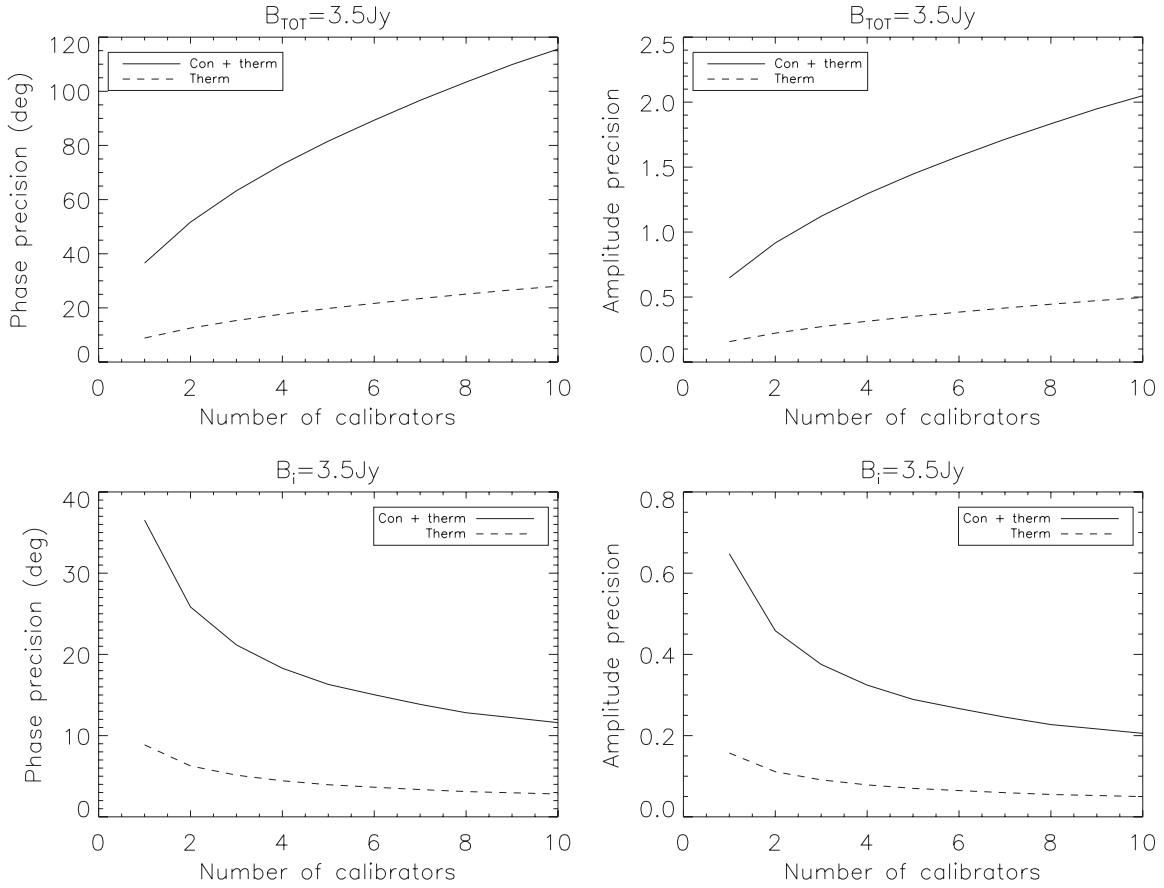 B_TOT=3.5Jy
Phase precision (deg)
120
100
80
60
40
20
0
Con + therm
Therm
0 2 4 6 8 10
Number of calibrators
B_TOT=3.5Jy
Amplitude precision
2.5
2.0
1.5
1.0
0.5
0.0
Con + therm
Therm
0 2 4 6 8 10
Number of calibrators
B_i=3.5Jy
Phase precision (deg)
40
30
20
10
0
Con + therm
Therm
0 2 4 6 8 10
Number of calibrators
B_i=3.5Jy
Amplitude precision
0.8
0.6
0.4
0.2
0.0
Con + therm
Therm
0 2 4 6 8 10
Number of calibrators